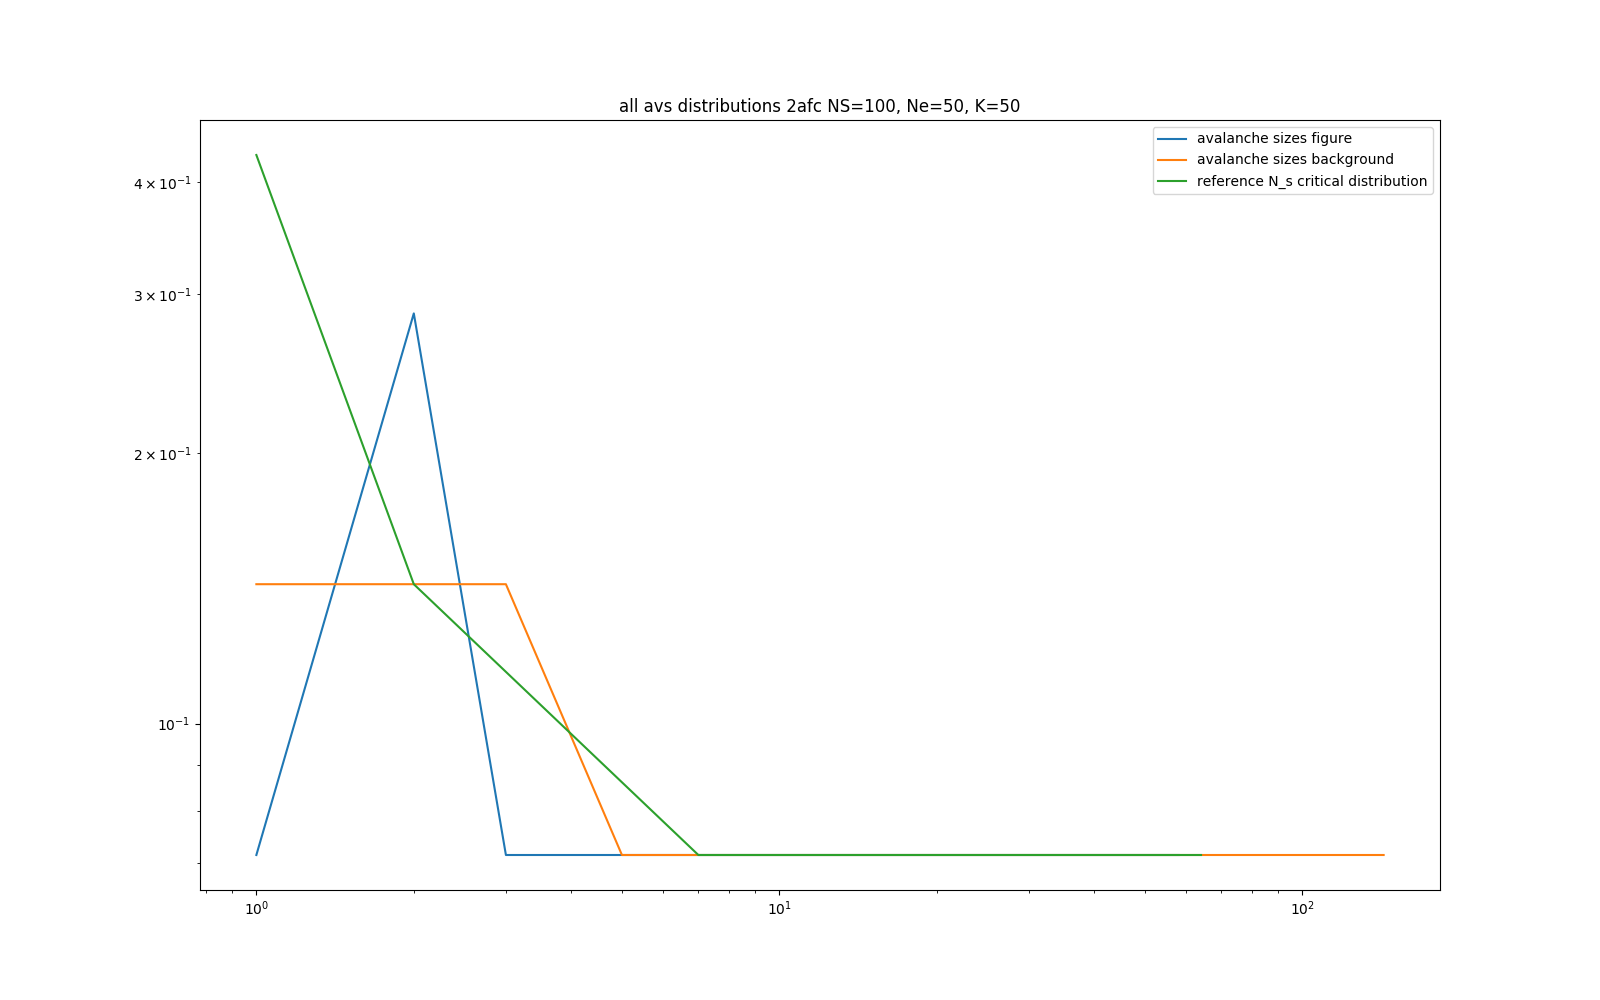 all avs distributions 2afc NS=100, Ne=50, K=50
avalanche sizes figure
avalanche sizes background
reference N_s critical distribution
4 × 10⁻¹
3 × 10⁻¹
2 × 10⁻¹
10⁻¹
10⁰ 10¹ 10²